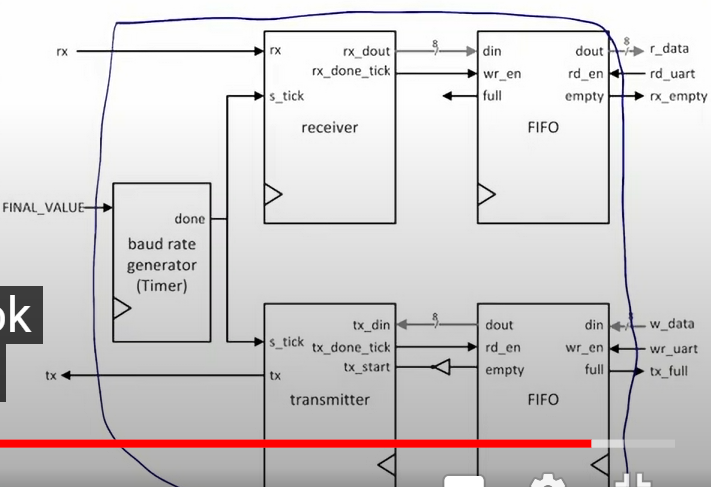 rx
rx
rx_dout
8
din
dout
8
r_data
rx_done_tick
wr_en
rd_en
rd_uart
s_tick
full
empty
rx_empty
receiver
FIFO
FINAL_VALUE
done
baud rate
generator
(Timer)
ok
tx_din
8
dout
din
8
w_data
s_tick
tx_done_tick
rd_en
wr_en
wr_uart
tx
tx
tx_start
empty
full
tx_full
transmitter
FIFO